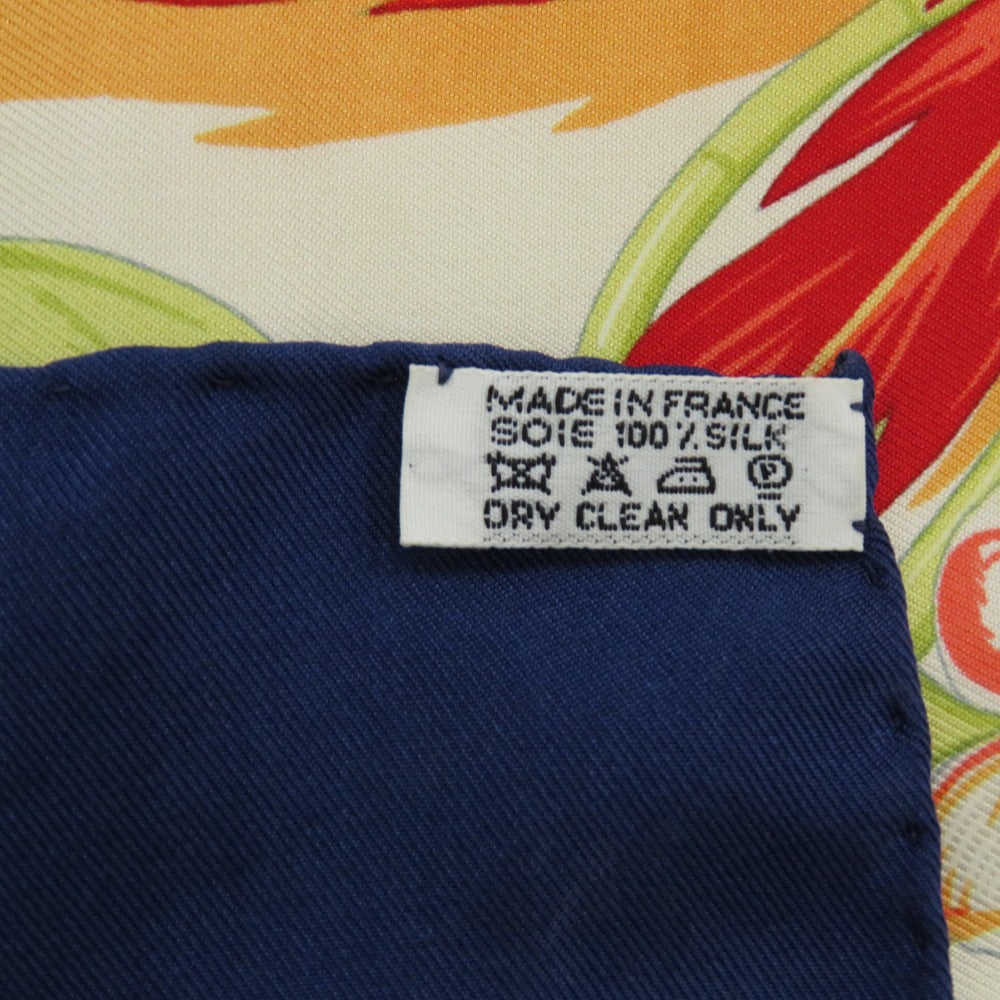 MADE IN FRANCE
SOIE 100% SILK
P
DRY CLEAN ONLY